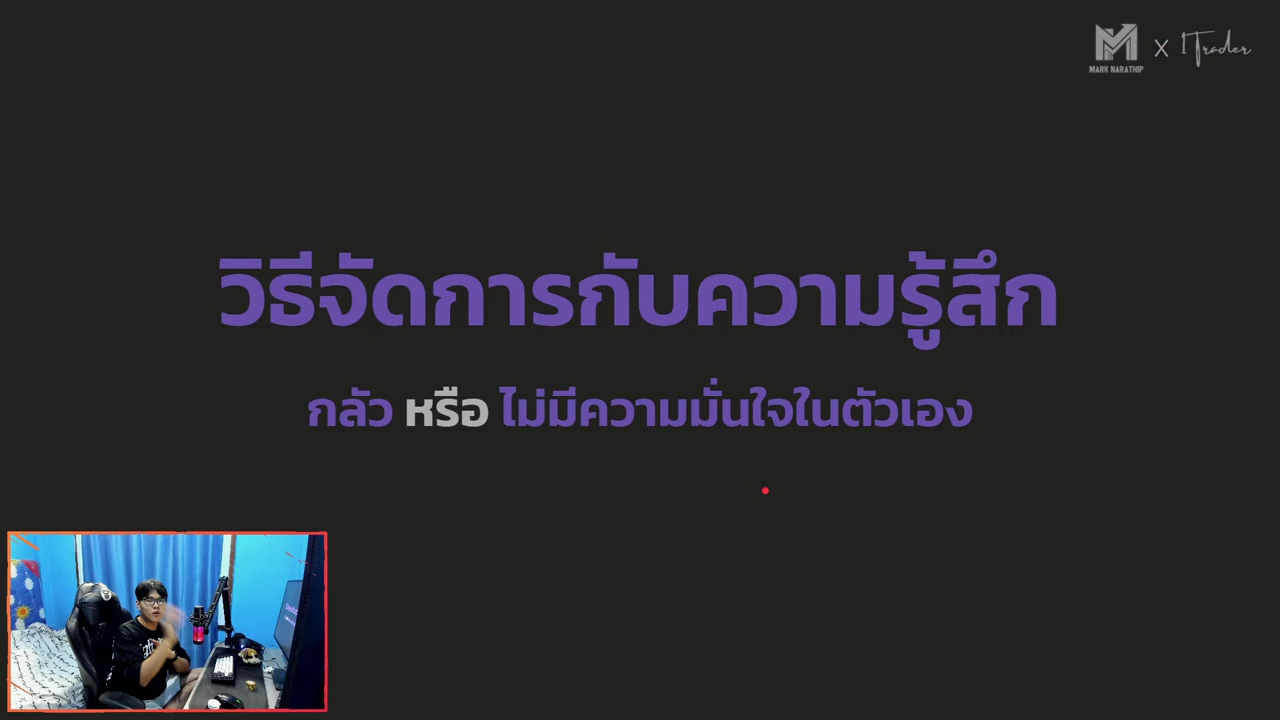 MARK NARATHIP
X
1Trader
วิธีจัดการกับความรู้สึก
กลัว หรือ ไม่มีความมั่นใจในตัวเอง